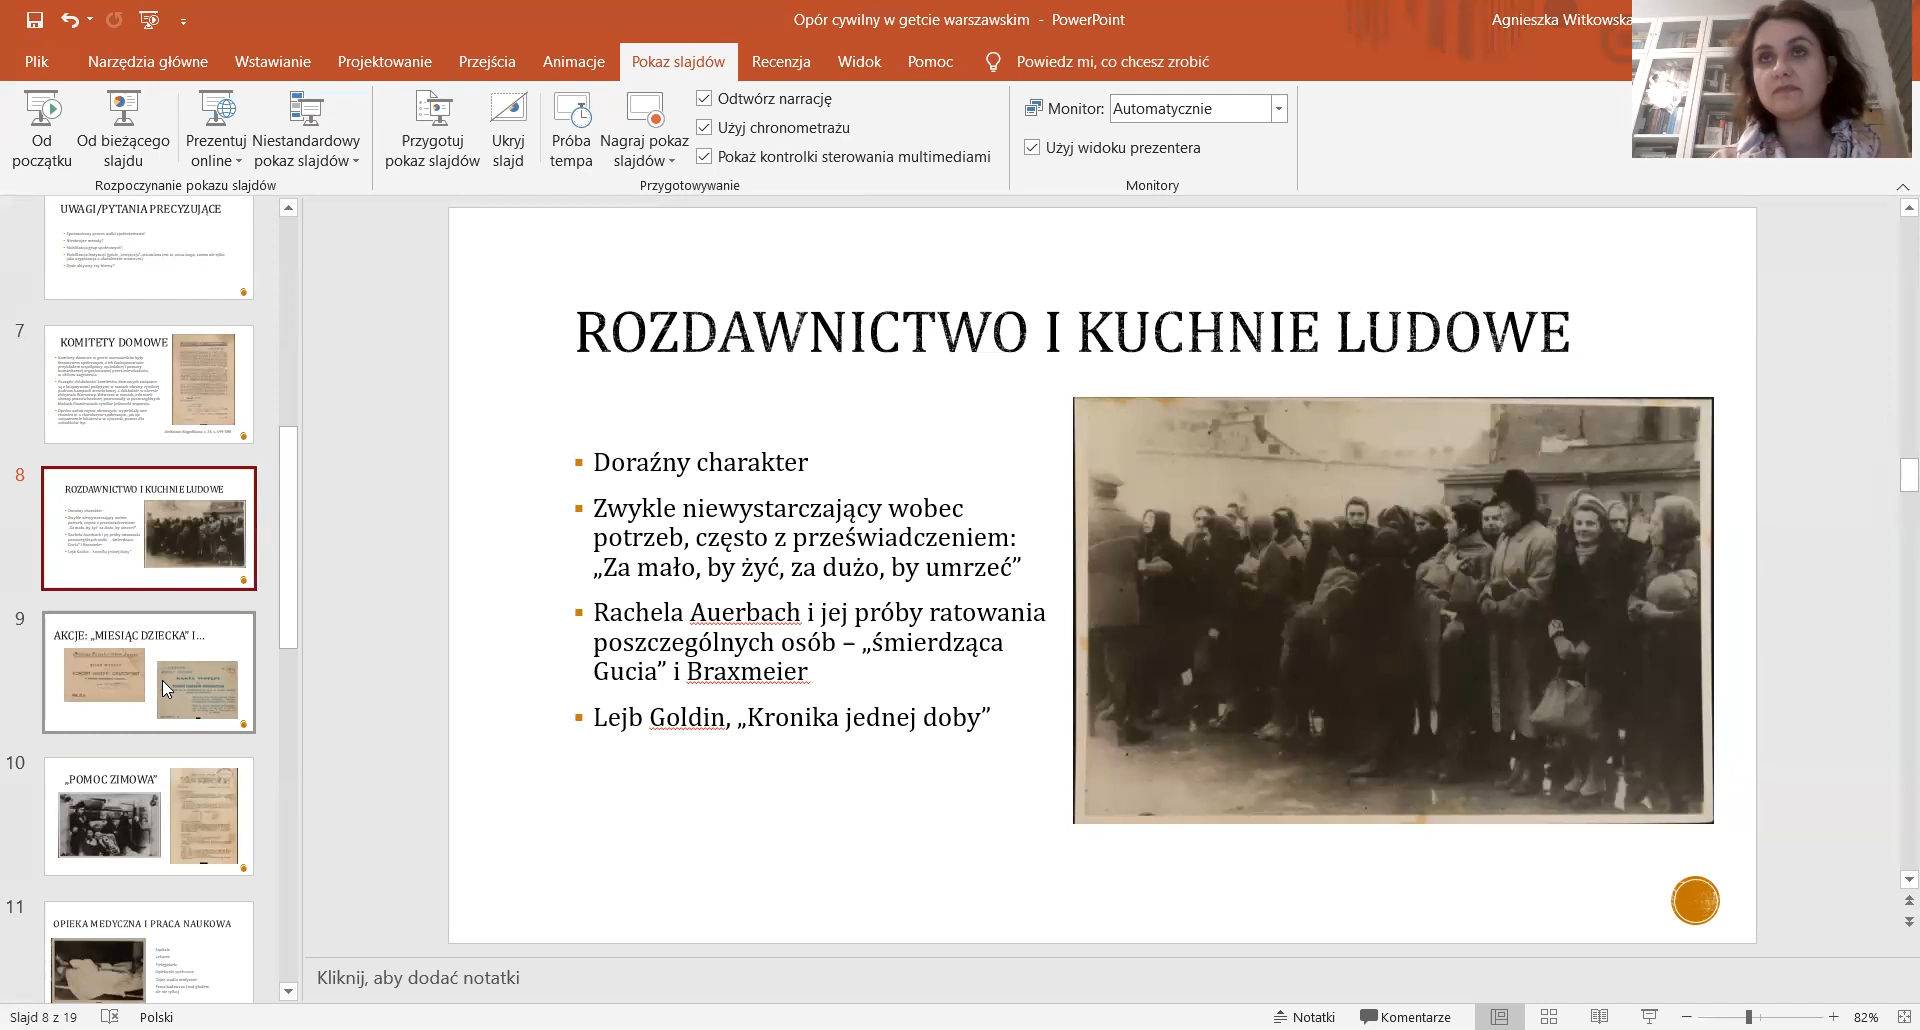 Opór cywilny w getcie warszawskim - PowerPoint
Agnieszka Witkowska
Plik
Narzędzia główne
Wstawianie
Projektowanie
Przejścia
Animacje
Pokaz slajdów
Recenzja
Widok
Pomoc
Powiedz mi, co chcesz zrobić
Od
początku
Od bieżącego
slajdu
Prezentuj
online
Niestandardowy
pokaz slajdów
Rozpoczynanie pokazu slajdów
Przygotuj
pokaz slajdów
Ukryj
slajd
Próba
tempa
Nagraj pokaz
slajdów
Odtwórz narrację
Użyj chronometrażu
Pokaż kontrolki sterowania multimediami
Przygotowywanie
Monitor: Automatycznie
Użyj widoku prezentera
Monitory
UWAGI/PYTANIA PRECYZUJĄCE
7
KOMITETY DOMOWE
8
ROZDAWNICTWO I KUCHNIE LUDOWE
9
AKCJE: „MIESIĄC DZIECKA” I...
10
„POMOC ZIMOWA”
11
OPIEKA MEDYCZNA I PRACA NAUKOWA
ROZDAWNICTWO I KUCHNIE LUDOWE
Doraźny charakter
Zwykle niewystarczający wobec
potrzeb, często z przeświadczeniem:
„Za mało, by żyć, za dużo, by umrzeć”
Rachela Auerbach i jej próby ratowania
poszczególnych osób – „śmierdząca
Gucia” i Braxmeier
Lejb Goldin, „Kronika jednej doby”
Kliknij, aby dodać notatki
Slajd 8 z 19
Polski
Notatki
Komentarze
82%